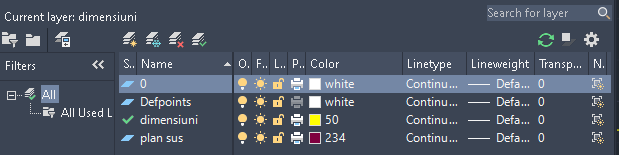 Current layer: dimensiuni
Search for layer
Filters
S.. Name O. F.. L.. P.. Color Linetype Lineweight Transp... N.
All
All Used L
0 white Continu... Defa... 0
Defpoints white Continu... Defa... 0
dimensiuni 50 Continu... Defa... 0
plan sus 234 Continu... Defa... 0